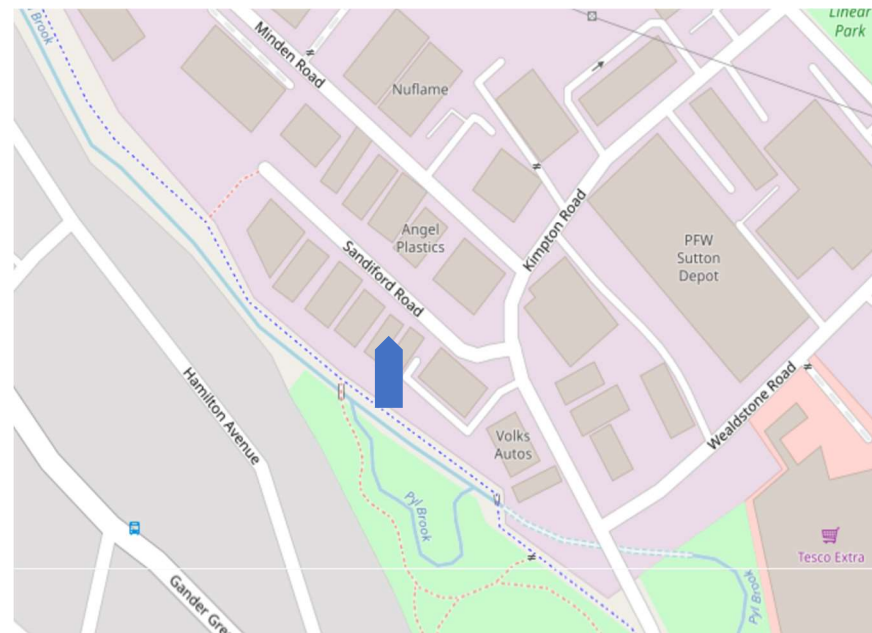 Linear
Park
Pyl Brook
Minden Road
Nuflame
Kimpton Road
Angel
Plastics
PFW
Sutton
Depot
Sandiford Road
Hamilton Avenue
Wealdstone Road
Volks
Autos
Pyl Brook
Tesco Extra
Pyl Brook
Gander Gre